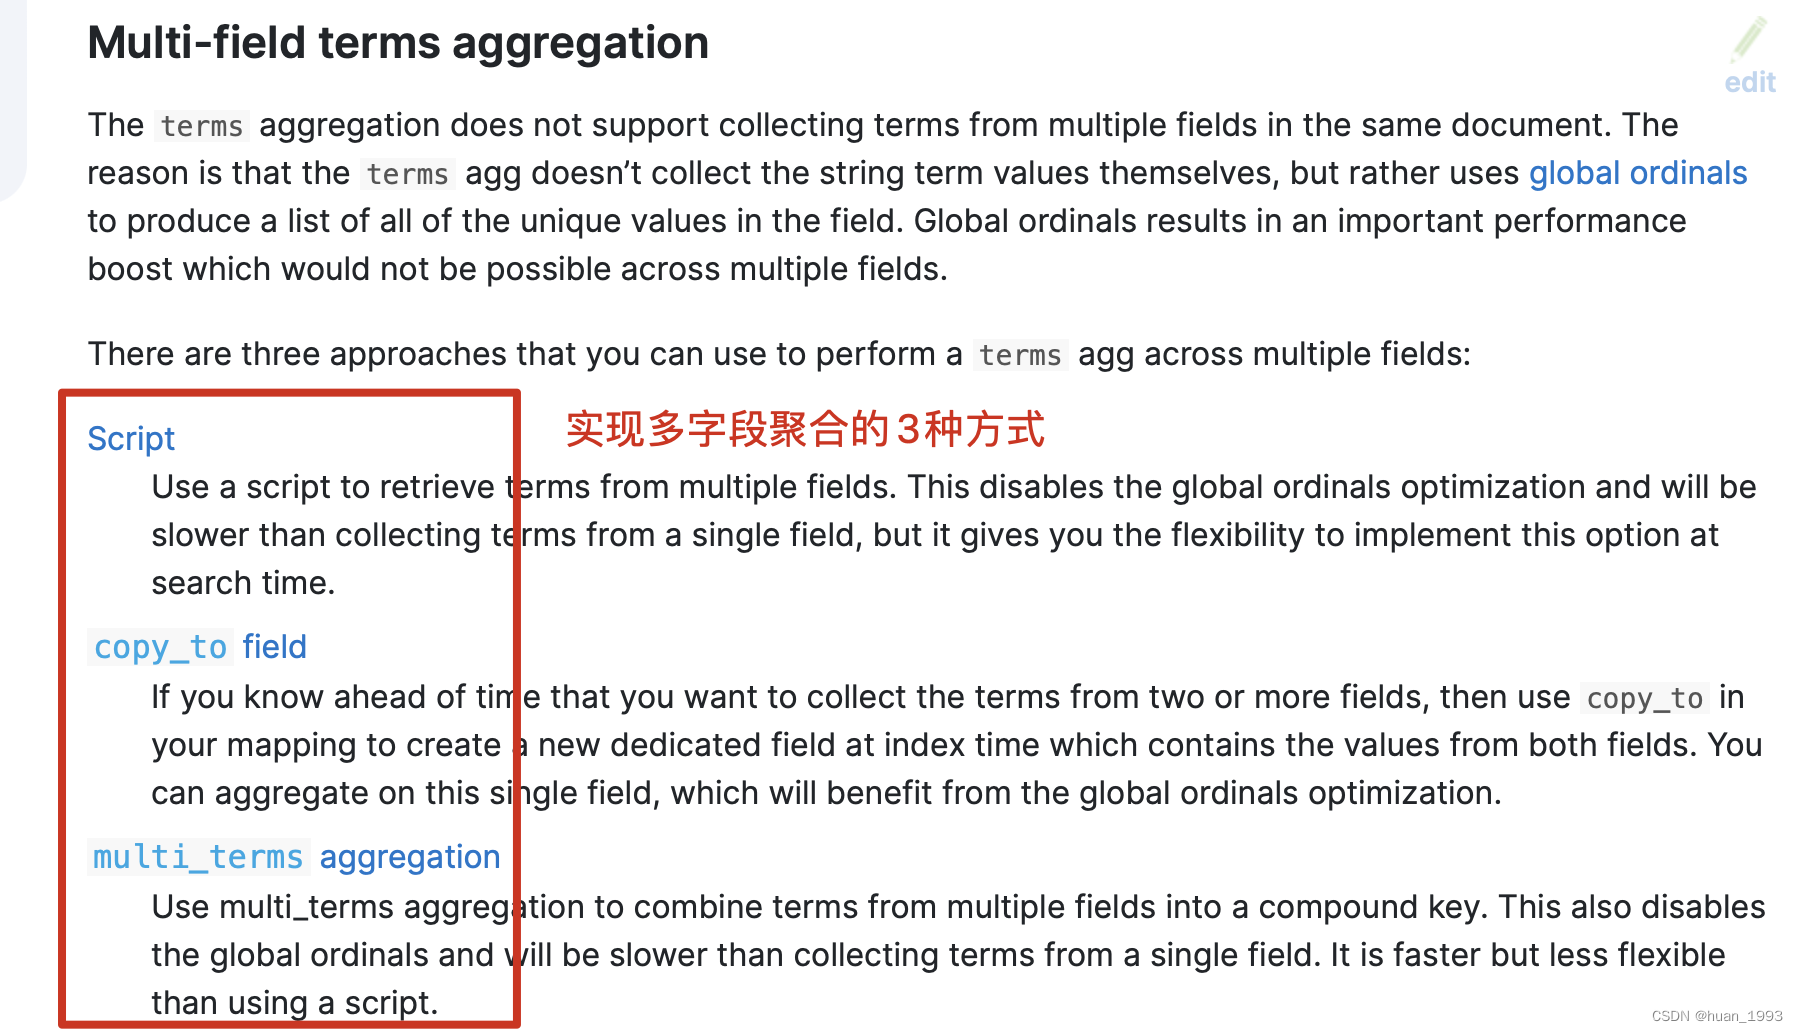 Multi-field terms aggregation
edit
The terms aggregation does not support collecting terms from multiple fields in the same document. The
reason is that the terms agg doesn’t collect the string term values themselves, but rather uses global ordinals
to produce a list of all of the unique values in the field. Global ordinals results in an important performance
boost which would not be possible across multiple fields.
There are three approaches that you can use to perform a terms agg across multiple fields:
Script
实现多字段聚合的3种方式
Use a script to retrieve terms from multiple fields. This disables the global ordinals optimization and will be
slower than collecting terms from a single field, but it gives you the flexibility to implement this option at
search time.
copy_to field
If you know ahead of time that you want to collect the terms from two or more fields, then use copy_to in
your mapping to create a new dedicated field at index time which contains the values from both fields. You
can aggregate on this single field, which will benefit from the global ordinals optimization.
multi_terms aggregation
Use multi_terms aggregation to combine terms from multiple fields into a compound key. This also disables
the global ordinals and will be slower than collecting terms from a single field. It is faster but less flexible
than using a script.
CSDN @huan_1993